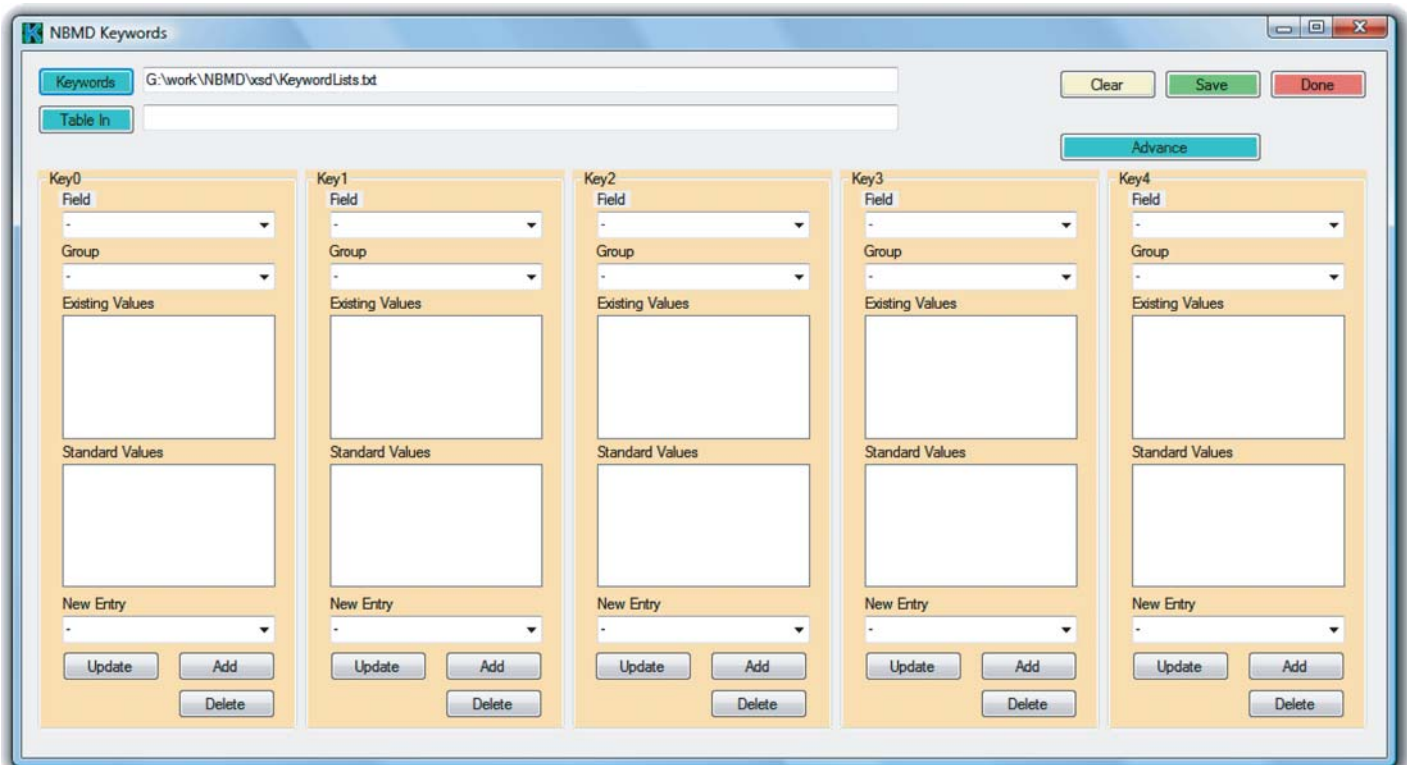 NBMD Keywords
Keywords G:\work\NBMD\xsd\KeywordLists.txt Clear Save Done
Table In
Advance
Key0 Key1 Key2 Key3 Key4
Field Field Field Field Field
- - - - -
Group Group Group Group Group
- - - - -
Existing Values Existing Values Existing Values Existing Values Existing Values
Standard Values Standard Values Standard Values Standard Values Standard Values
New Entry New Entry New Entry New Entry New Entry
- - - - -
Update Add Update Add Update Add Update Add Update Add
Delete Delete Delete Delete Delete